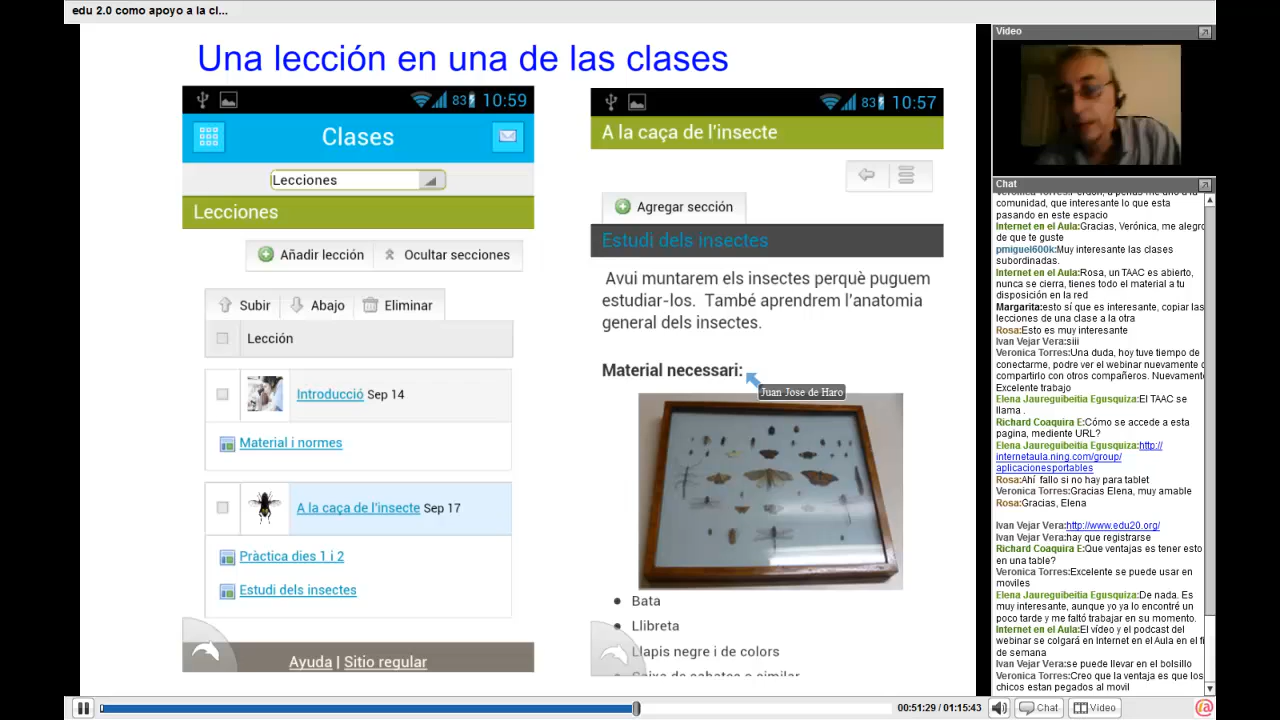 edu 2.0 como apoyo a la cl...
Una lección en una de las clases
83
10:59
Clases
Lecciones
Lecciones
Añadir lección
Ocultar secciones
Subir
Abajo
Eliminar
Lección
Introducció Sep 14
Material i normes
A la caça de l'insecte Sep 17
Pràctica dies 1 i 2
Estudi dels insectes
Ayuda | Sitio regular
83
10:57
A la caça de l'insecte
Agregar sección
Estudi dels insectes
Avui muntarem els insectes perquè puguem
estudiar-los. També aprendrem l'anatomia
general dels insectes.
Material necessari:
Juan Jose de Haro
Bata
Llibreta
Llapis negre i de colors
Video
Chat
comunidad, que interesante lo que esta
pasando en este espacio
Internet en el Aula:Gracias, Verónica, me alegro
de que te guste
pmiguel600k:Muy interesante las clases
subordinadas.
Internet en el Aula:Rosa, un TAAC es abierto,
nunca se cierra, tienes todo el material a tu
disposición en la red
Margarita:esto sí que es interesante, copiar las
lecciones de una clase a la otra
Rosa:Esto es muy interesante
Ivan Vejar Vera:siii
Veronica Torres:Una duda, hoy tuve tiempo de
conectarme, podre ver el webinar nuevamente o
compartirlo con otros compañeros. Nuevamente
Excelente trabajo
Elena Jaureguibeitia Egusquiza:El TAAC se
llama .
Richard Coaquira E:Cómo se accede a esta
pagina, mediente URL?
Elena Jaureguibeitia Egusquiza:http://
internetaula.ning.com/group/
aplicacionesportables
Rosa:Ahí fallo si no hay para tablet
Veronica Torres:Gracias Elena, muy amable
Rosa:Gracias, Elena
Ivan Vejar Vera:http://www.edu20.org/
Ivan Vejar Vera:hay que registrarse
Richard Coaquira E:Que ventajas es tener esto
en una table?
Veronica Torres:Excelente se puede usar en
moviles
Elena Jaureguibeitia Egusquiza:De nada. Es
muy interesante, aunque yo ya lo encontré un
poco tarde y me faltó trabajar en su momento.
Internet en el Aula:El vídeo y el podcast del
webinar se colgará en Internet en el Aula en el fi
de semana
Ivan Vejar Vera:se puede llevar en el bolsillo
Veronica Torres:Creo que la ventaja es que los
chicos estan pegados al movil
00:51:29 / 01:15:43
Chat
Video